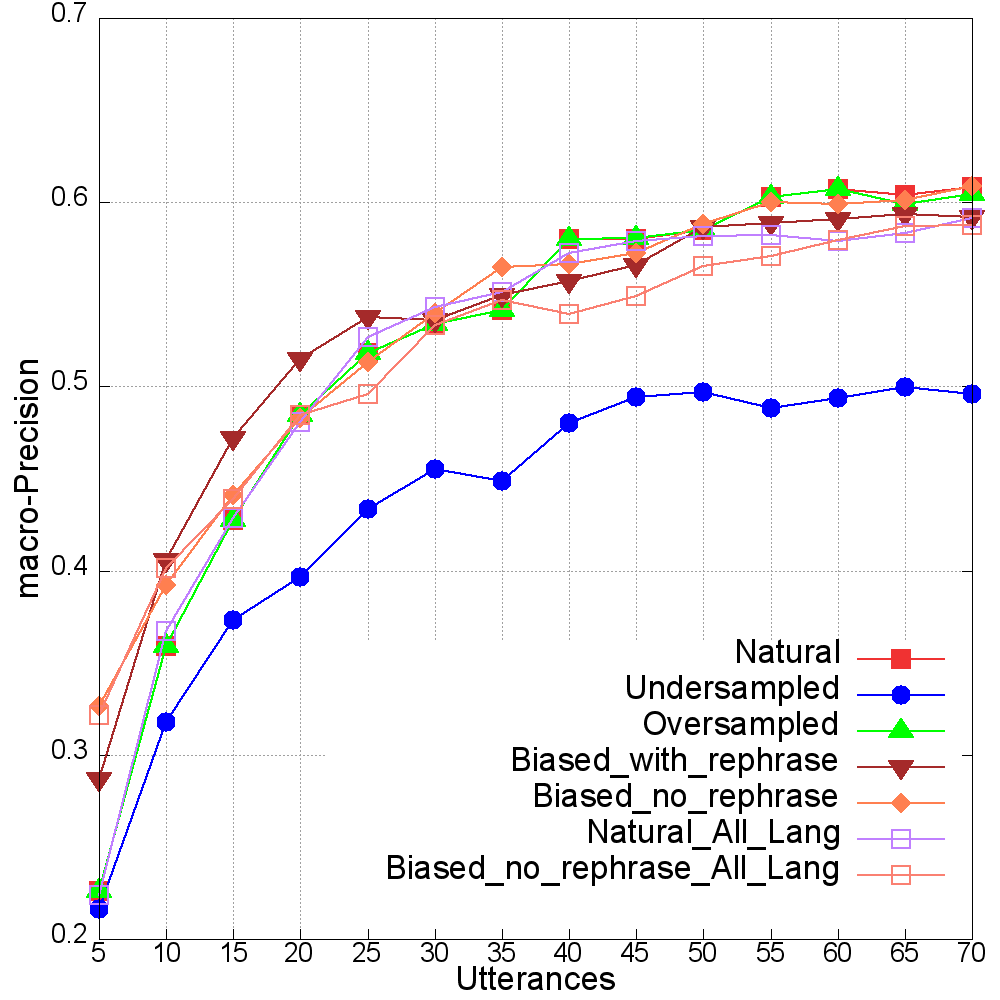 0.7
0.6
0.5
0.4
0.3
0.2
macro-Precision
Natural
Undersampled
Oversampled
Biased_with_rephrase
Biased_no_rephrase
Natural_All_Lang
Biased_no_rephrase_All_Lang
5 10 15 20 25 30 35 40 45 50 55 60 65 70
Utterances